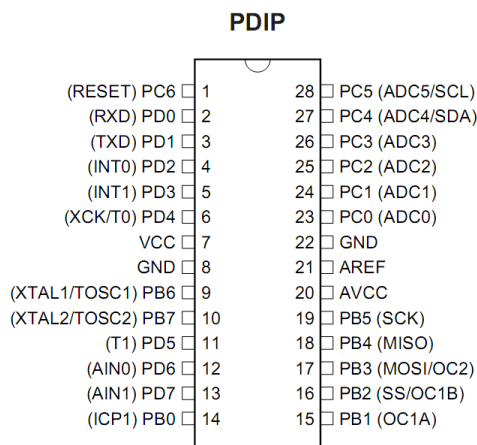 PDIP
(RESET) PC6 1 28 PC5 (ADC5/SCL)
(RXD) PD0 2 27 PC4 (ADC4/SDA)
(TXD) PD1 3 26 PC3 (ADC3)
(INT0) PD2 4 25 PC2 (ADC2)
(INT1) PD3 5 24 PC1 (ADC1)
(XCK/T0) PD4 6 23 PC0 (ADC0)
VCC 7 22 GND
GND 8 21 AREF
(XTAL1/TOSC1) PB6 9 20 AVCC
(XTAL2/TOSC2) PB7 10 19 PB5 (SCK)
(T1) PD5 11 18 PB4 (MISO)
(AIN0) PD6 12 17 PB3 (MOSI/OC2)
(AIN1) PD7 13 16 PB2 (SS/OC1B)
(ICP1) PB0 14 15 PB1 (OC1A)